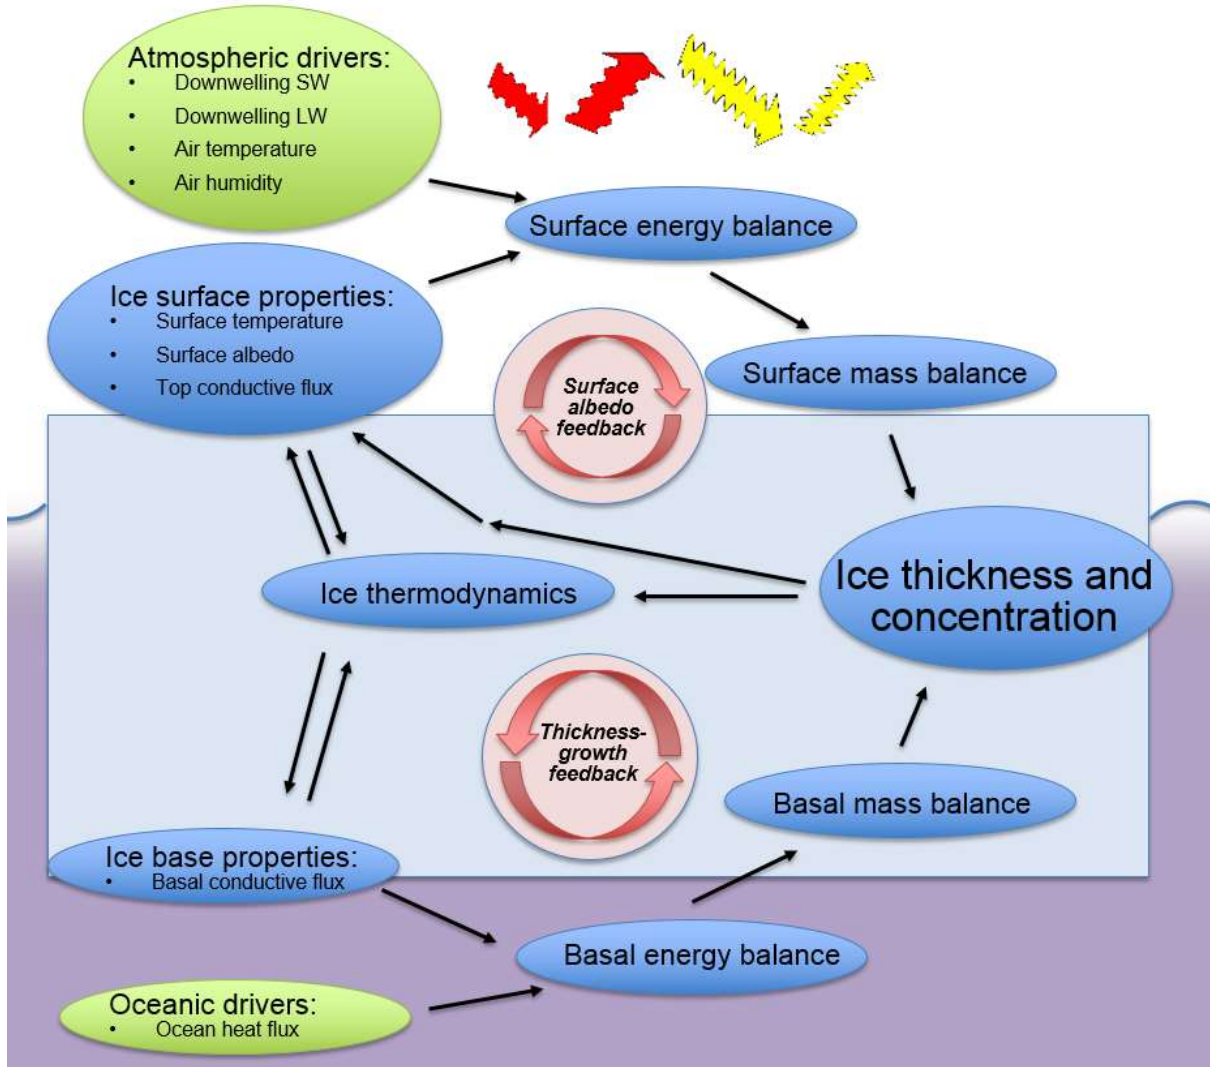 Atmospheric drivers:
• Downwelling SW
• Downwelling LW
• Air temperature
• Air humidity
Surface energy balance
Ice surface properties:
• Surface temperature
• Surface albedo
• Top conductive flux
Surface mass balance
Surface
albedo
feedback
Ice thickness and
concentration
Ice thermodynamics
Thickness-
growth
feedback
Basal mass balance
Ice base properties:
• Basal conductive flux
Basal energy balance
Oceanic drivers:
• Ocean heat flux